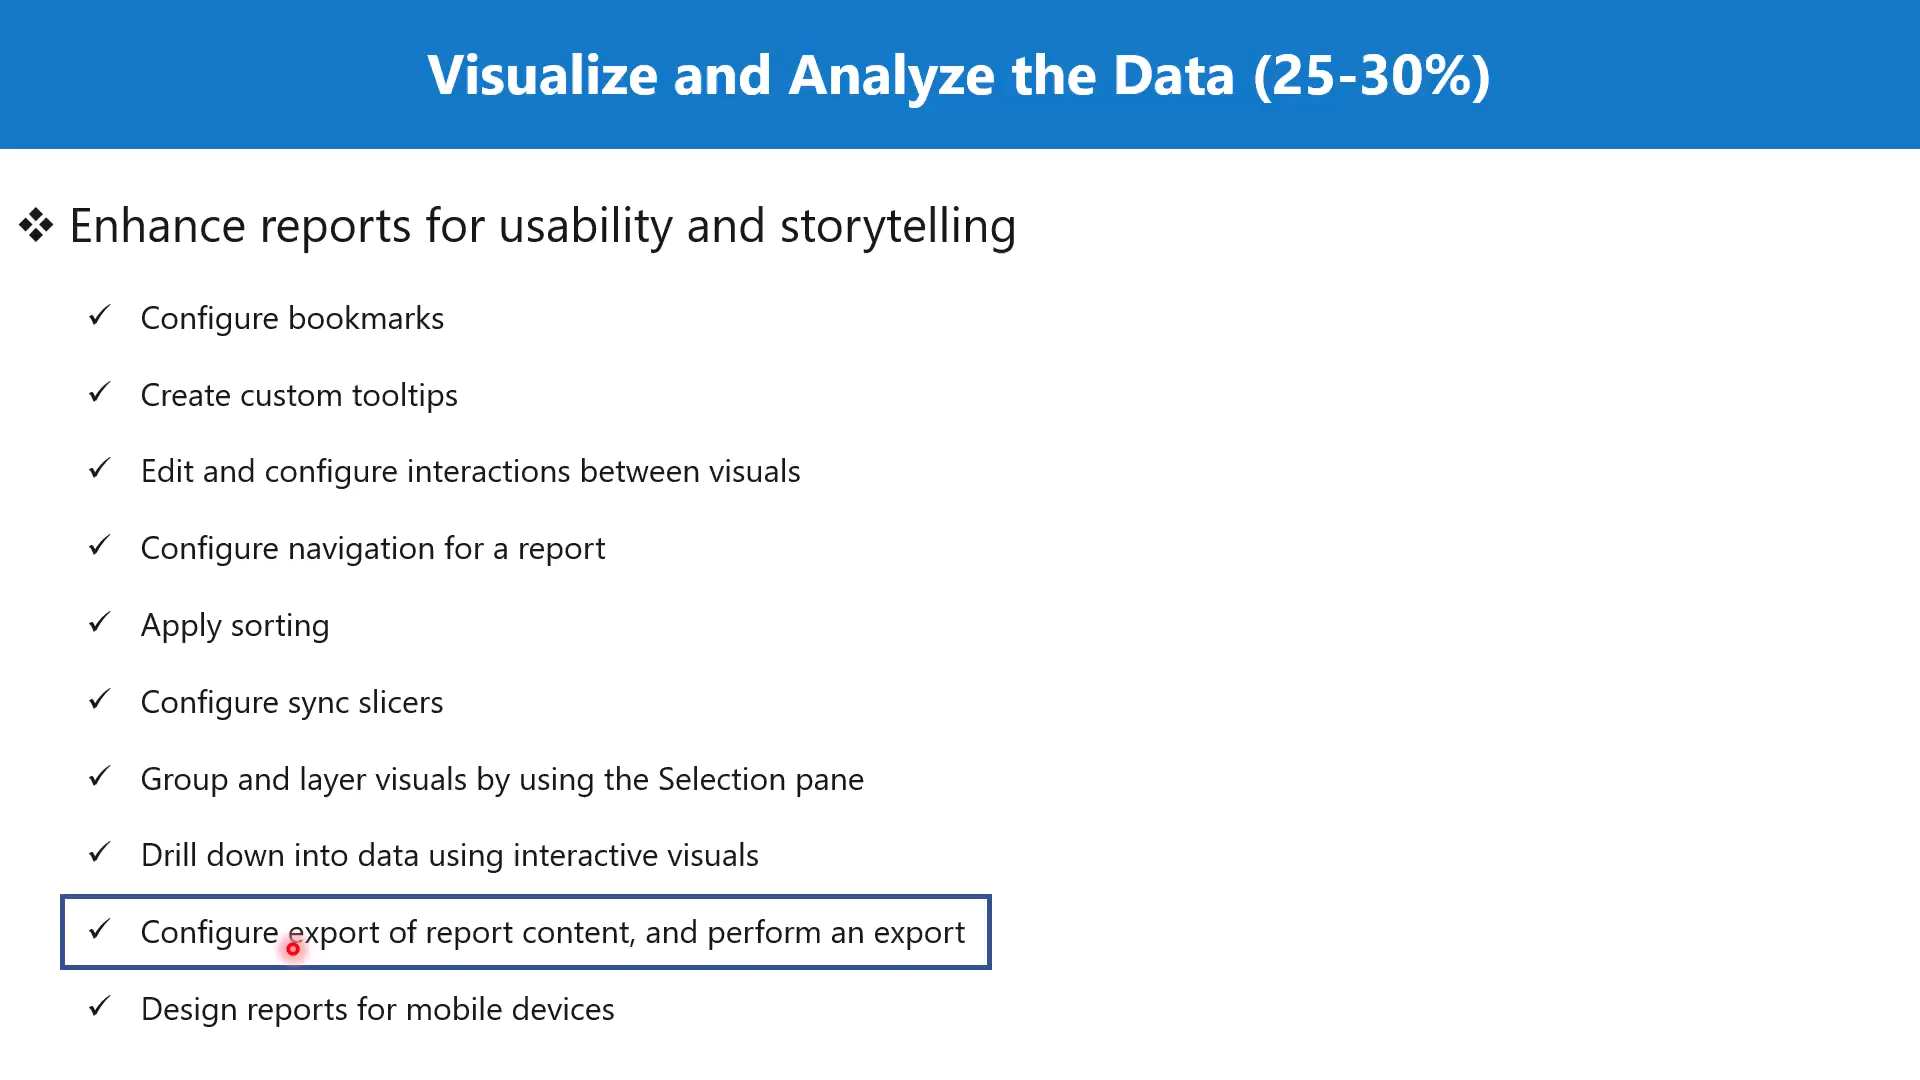 Visualize and Analyze the Data (25-30%)
❖ Enhance reports for usability and storytelling
✓ Configure bookmarks
✓ Create custom tooltips
✓ Edit and configure interactions between visuals
✓ Configure navigation for a report
✓ Apply sorting
✓ Configure sync slicers
✓ Group and layer visuals by using the Selection pane
✓ Drill down into data using interactive visuals
✓ Configure export of report content, and perform an export
✓ Design reports for mobile devices